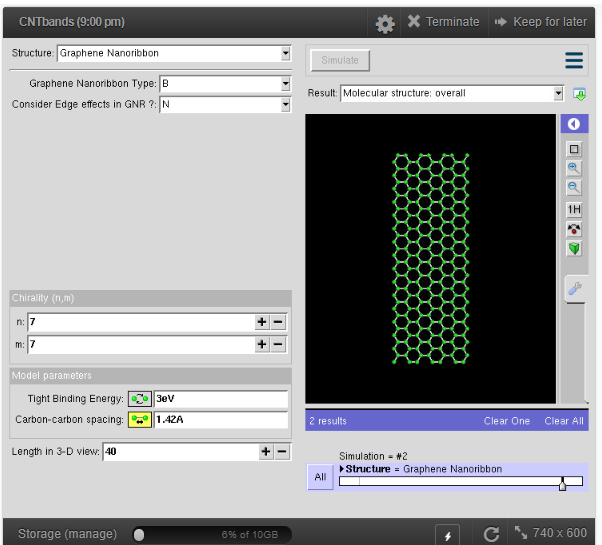 CNTbands (9:00 pm) Terminate Keep for later
Structure: Graphene Nanoribbon
Simulate
Graphene Nanoribbon Type: B
Consider Edge effects in GNR ?: N
Result: Molecular structure: overall
1H
Chirality (n,m)
n: 7 + −
m: 7 + −
Model parameters
Tight Binding Energy: 3eV
Carbon-carbon spacing: 1.42A
2 results Clear One Clear All
Length in 3-D view: 40 + −
Simulation = #2
All Structure = Graphene Nanoribbon
Storage (manage) 6% of 10GB 740 x 600